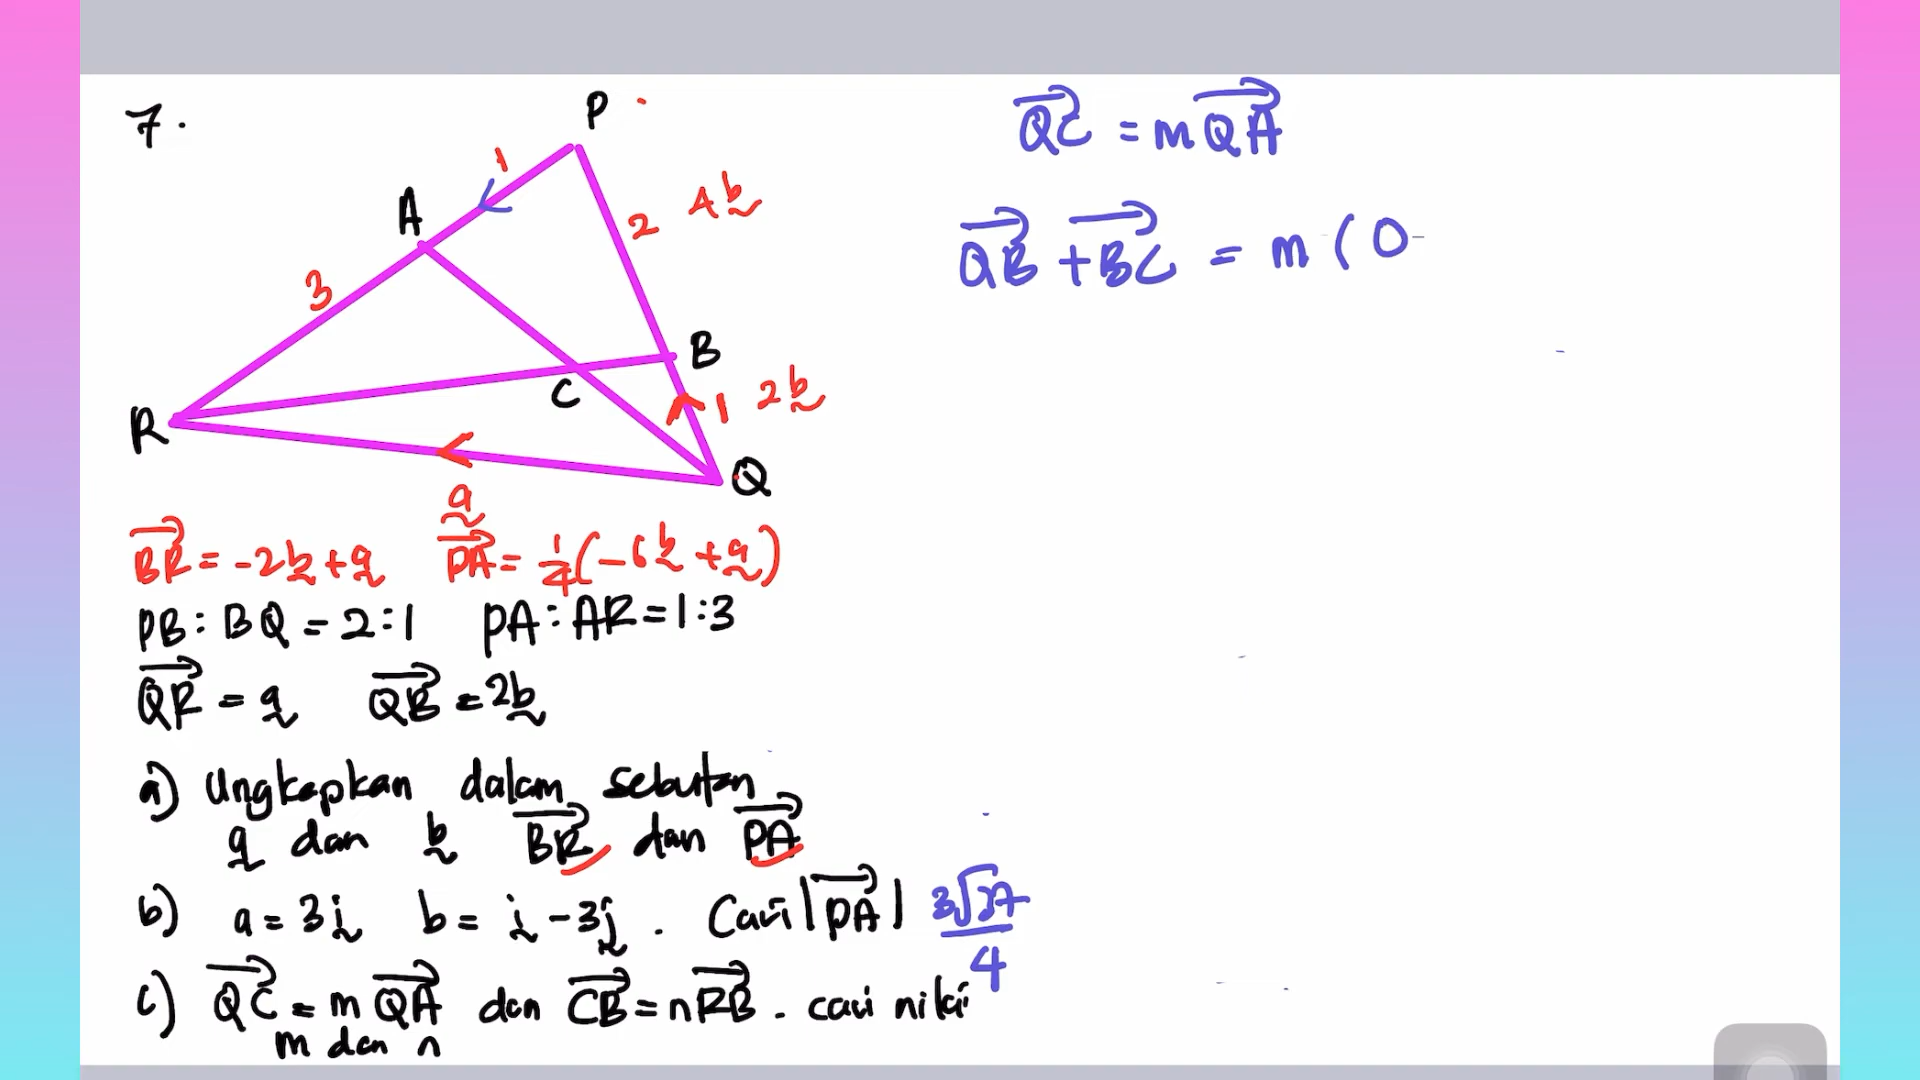 7.
P
1
A
2 4b
3
B
C
1 2b
R
Q
a
BR = -2b + a PA = 1/4(-6b + a)
PB : BQ = 2:1 PA : AR = 1:3
QR = a QB = 2b
a) Ungkapkan dalam sebutan
a dan b BR dan PA
b) a = 3i b = i - 3j . Cari |PA| 3√37/4
c) QC = m QA dan CB = nRB . cari nilai
m dan n
QC = mQA
QB + BC = m (